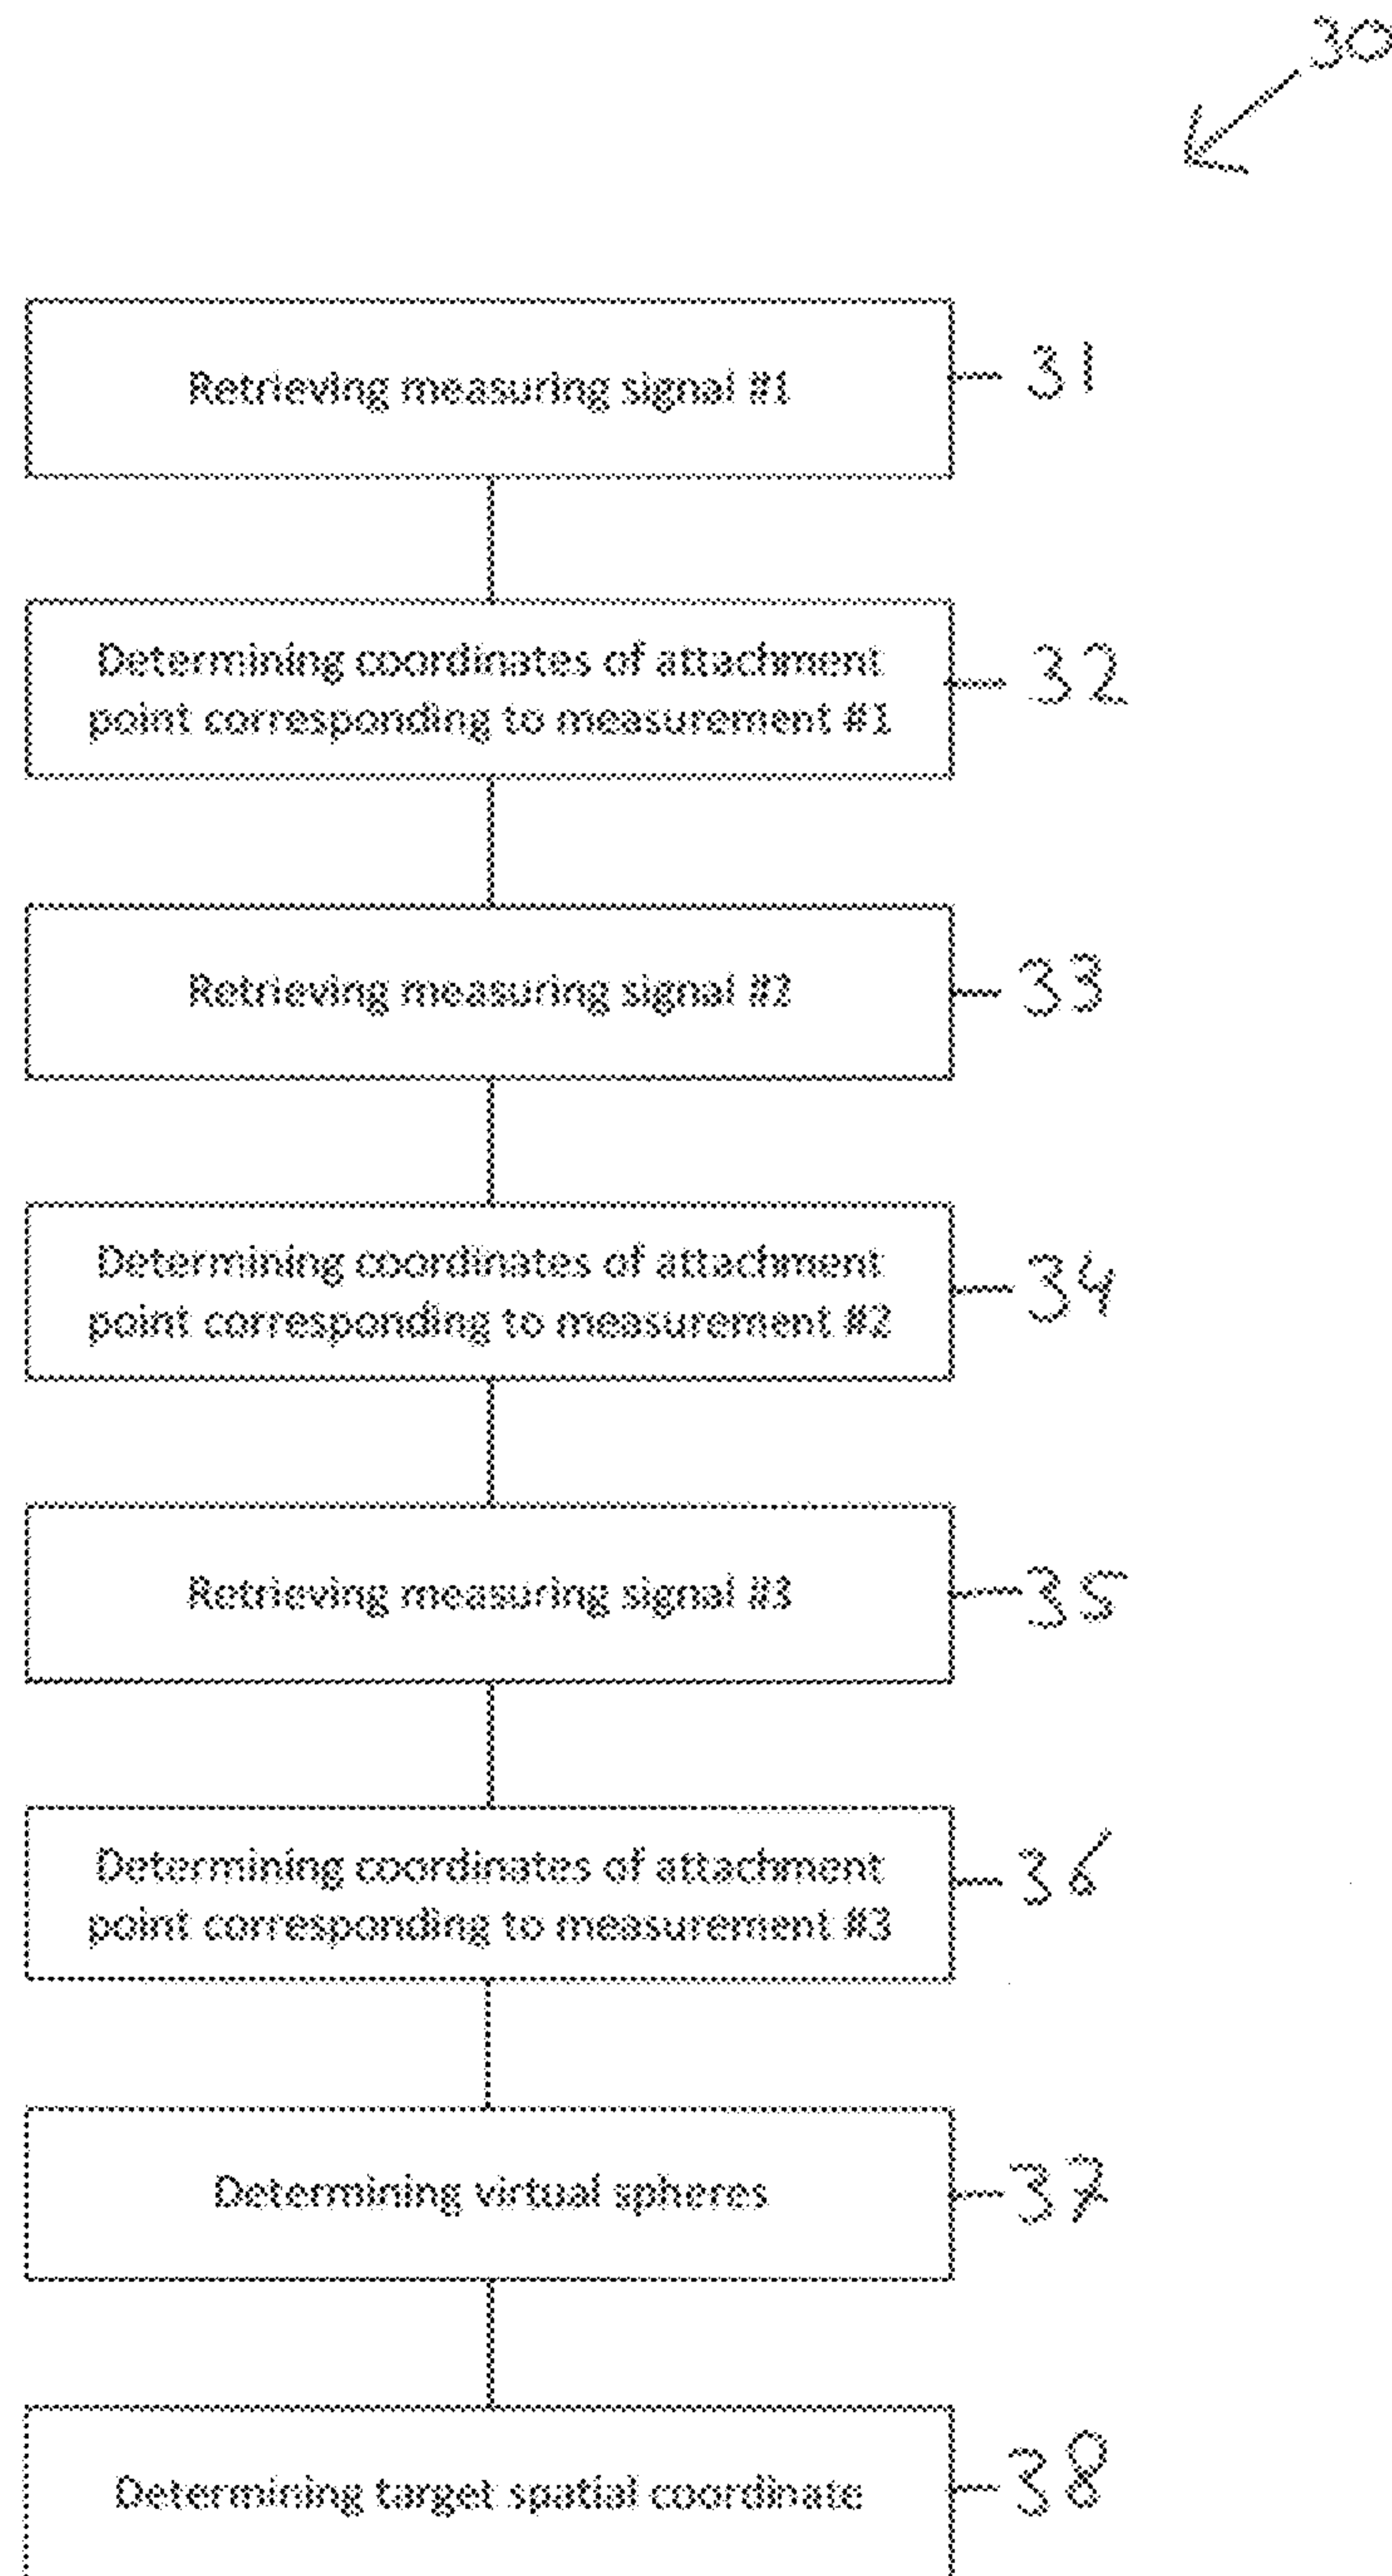 30
Retrieving measuring signal #1
31
Determining coordinates of attachment
point corresponding to measurement #1
32
Retrieving measuring signal #2
33
Determining coordinates of attachment
point corresponding to measurement #2
34
Retrieving measuring signal #3
35
Determining coordinates of attachment
point corresponding to measurement #3
36
Determining virtual spheres
37
Determining target spatial coordinate
38